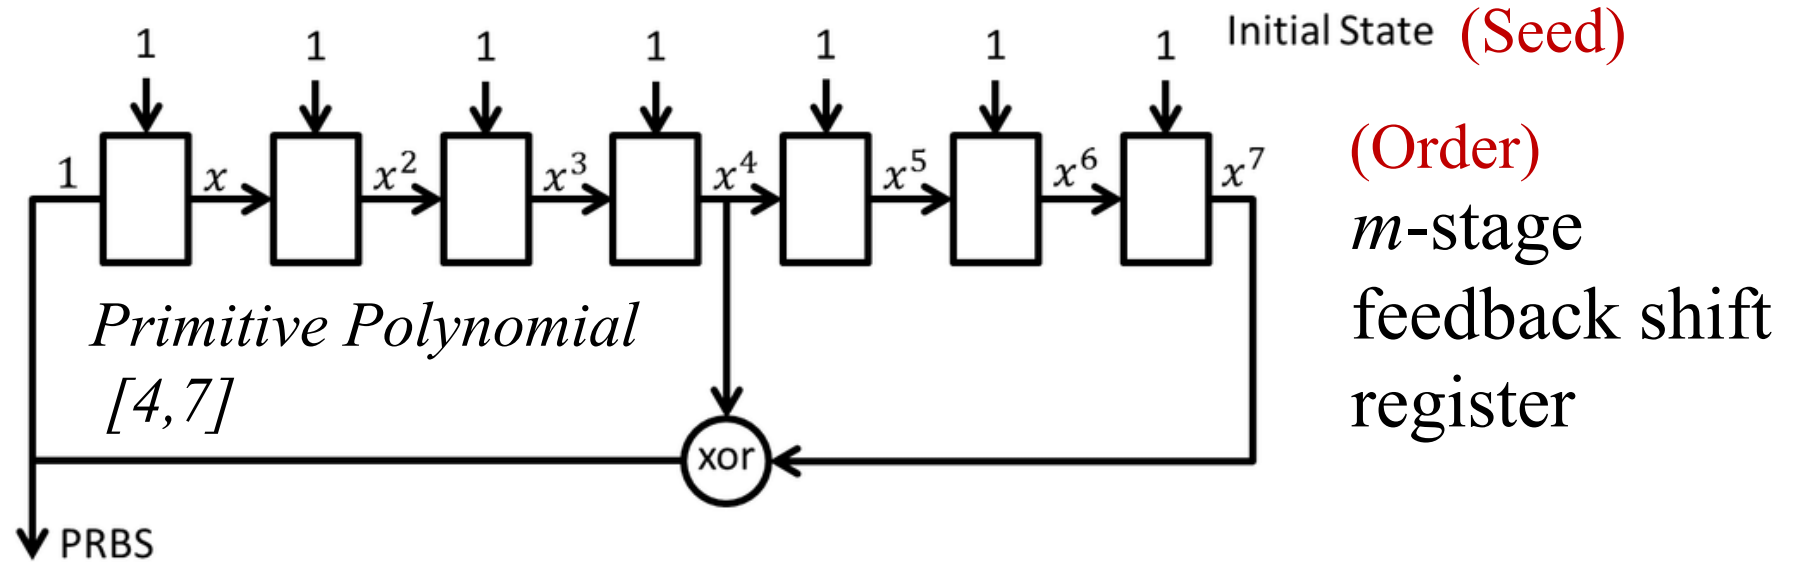 1 1 1 1 1 1 1 Initial State (Seed)
1 x x² x³ x⁴ x⁵ x⁶ x⁷
(Order)
m-stage
feedback shift
register
Primitive Polynomial
[4,7]
xor
PRBS